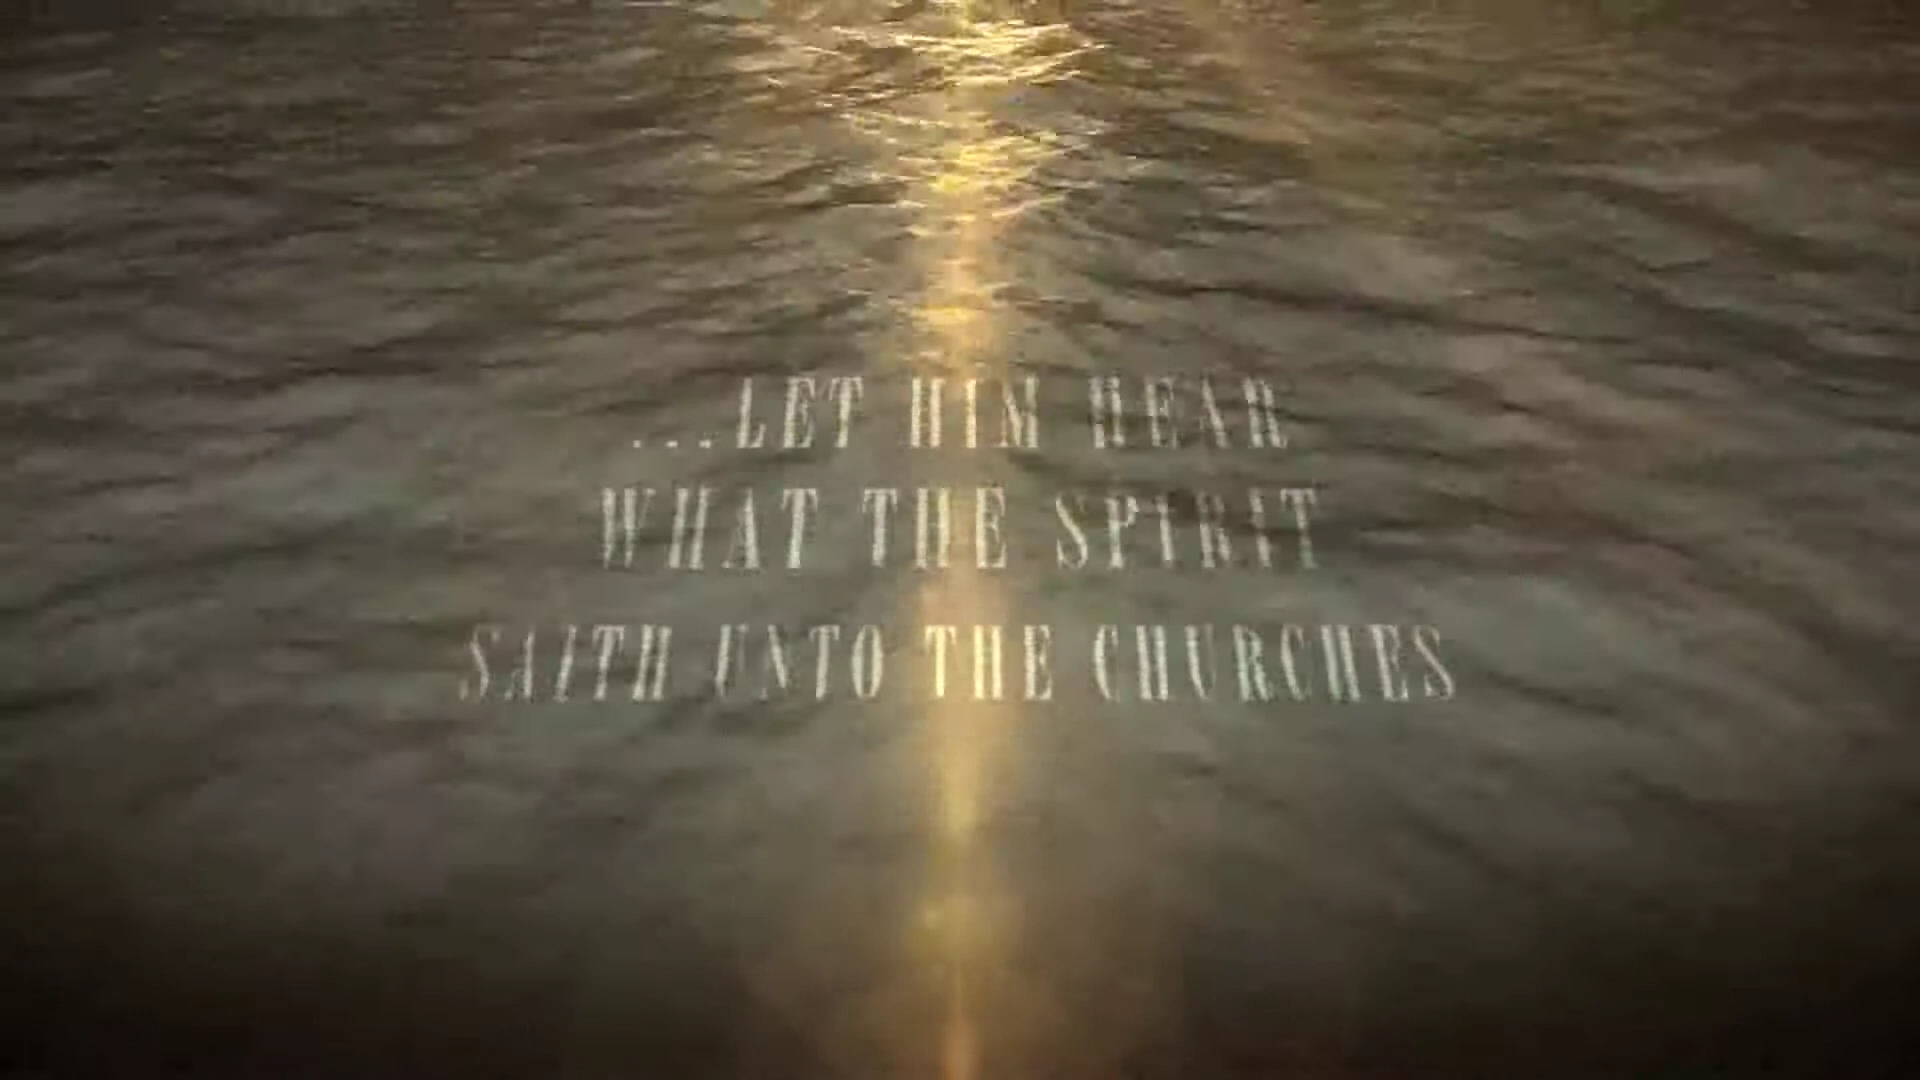 ...LET HIM HEAR
WHAT THE SPIRIT
SAITH UNTO THE CHURCHES